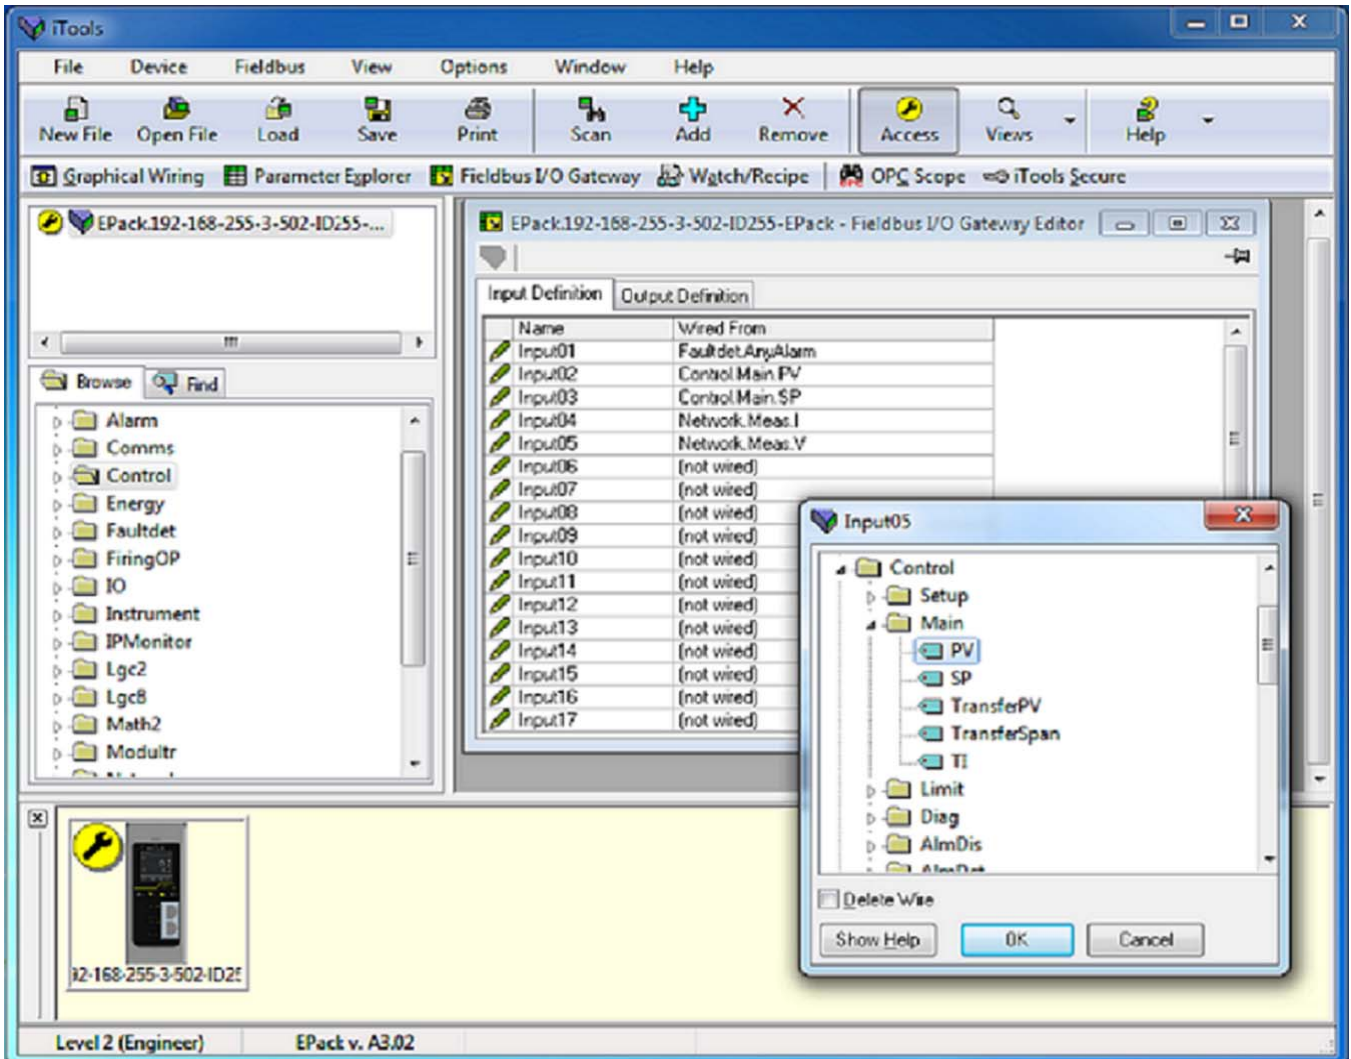 iTools
File Device Fieldbus View Options Window Help
New File Open File Load Save Print Scan Add Remove Access Views Help
Graphical Wiring Parameter Explorer Fieldbus I/O Gateway Watch/Recipe OPC Scope iTools Secure
EPack.192-168-255-3-502-ID255-...
EPack.192-168-255-3-502-ID255-EPack - Fieldbus I/O Gateway Editor
Input Definition Output Definition
Name Wired From
Input01 Faultdet.AnyAlarm
Input02 Control.Main.PV
Input03 Control.Main.SP
Input04 Network.Meas.I
Input05 Network.Meas.V
Input06 (not wired)
Input07 (not wired)
Input08 (not wired)
Input09 (not wired)
Input10 (not wired)
Input11 (not wired)
Input12 (not wired)
Input13 (not wired)
Input14 (not wired)
Input15 (not wired)
Input16 (not wired)
Input17 (not wired)
Browse Find
Alarm
Comms
Control
Energy
Faultdet
FiringOP
IO
Instrument
IPMonitor
Lgc2
Lgc8
Math2
Modultr
Input05
Control
Setup
Main
PV
SP
TransferPV
TransferSpan
TI
Limit
Diag
AlmDis
Delete Wire
Show Help OK Cancel
92-168-255-3-502-ID25
Level 2 (Engineer) EPack v. A3.02